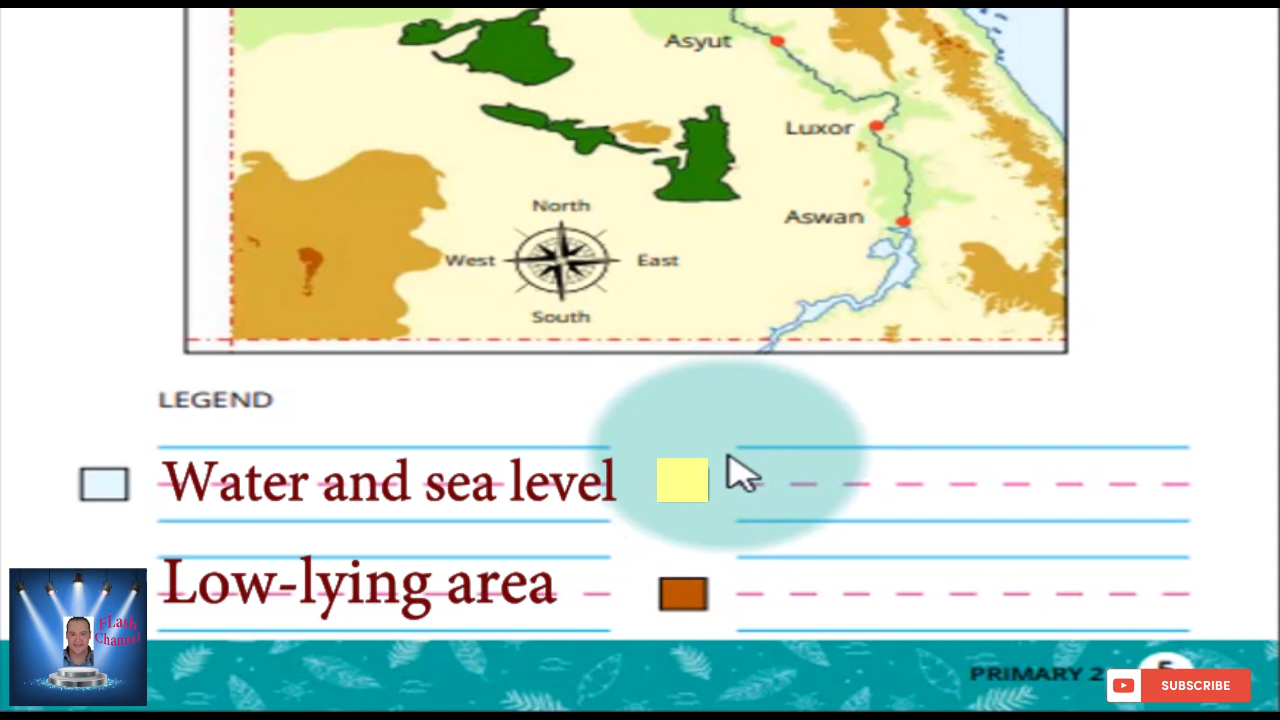 Asyut
Luxor
Aswan
North
West
East
South
LEGEND
Water and sea level
Low-lying area
FLash
Channel
PRIMARY 2
SUBSCRIBE